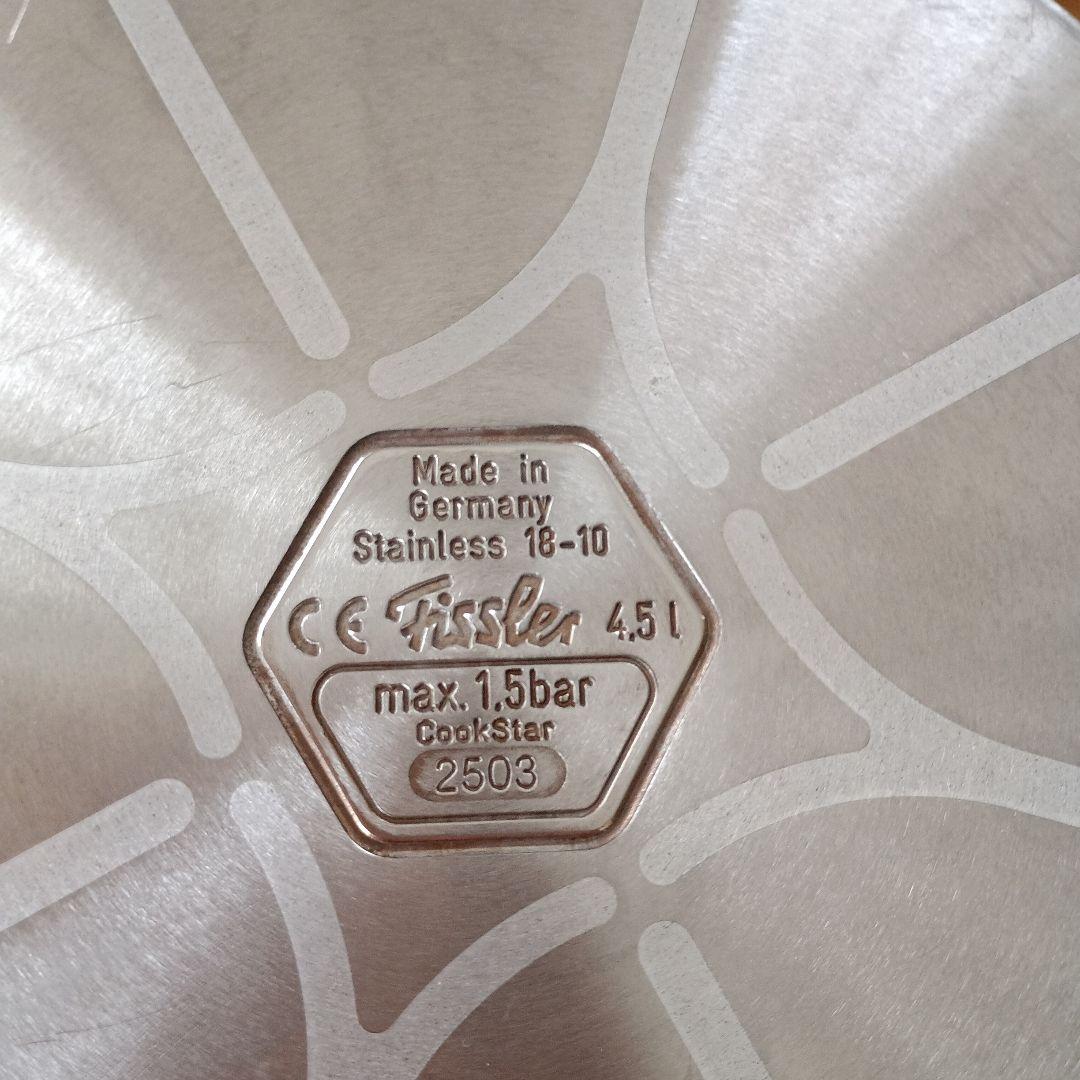 Made in
Germany
Stainless 18-10
CE Fissler 4,5 l
max. 1,5bar
CookStar
2503